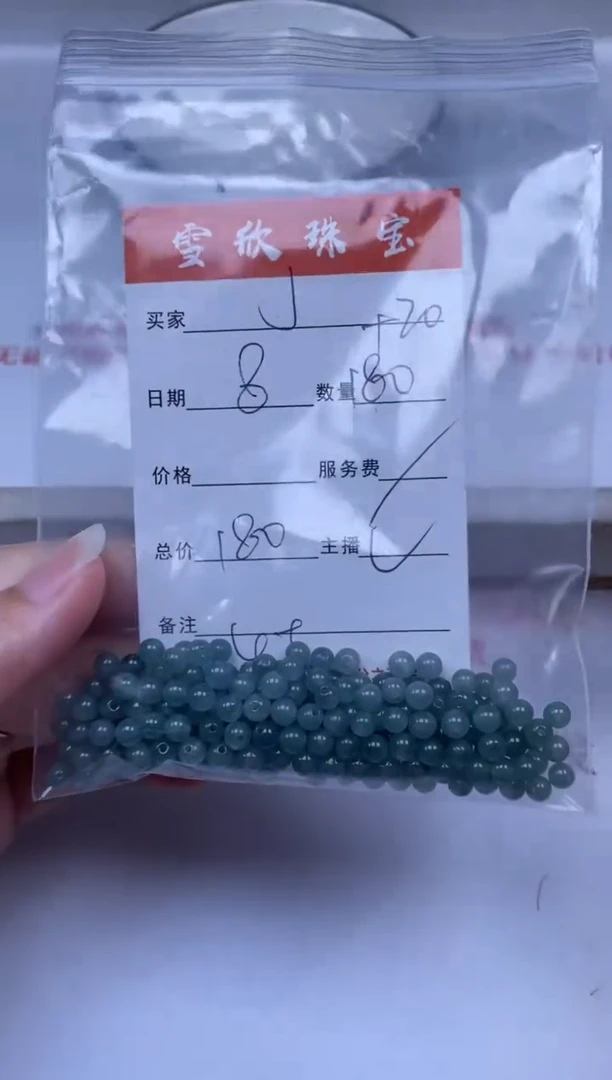 雪欣珠宝
买家 J +20
日期 8 数量 180
价格 服务费
总价 180 主播
备注